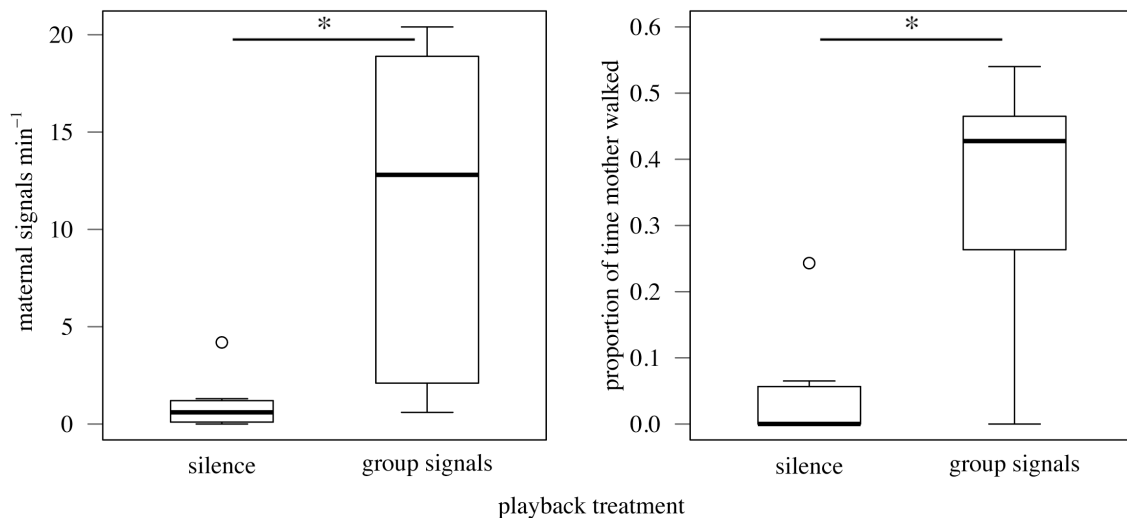 maternal signals min⁻¹
20
15
10
5
0
*
silence
group signals
proportion of time mother walked
0.6
0.5
0.4
0.3
0.2
0.1
0.0
*
silence
group signals
playback treatment